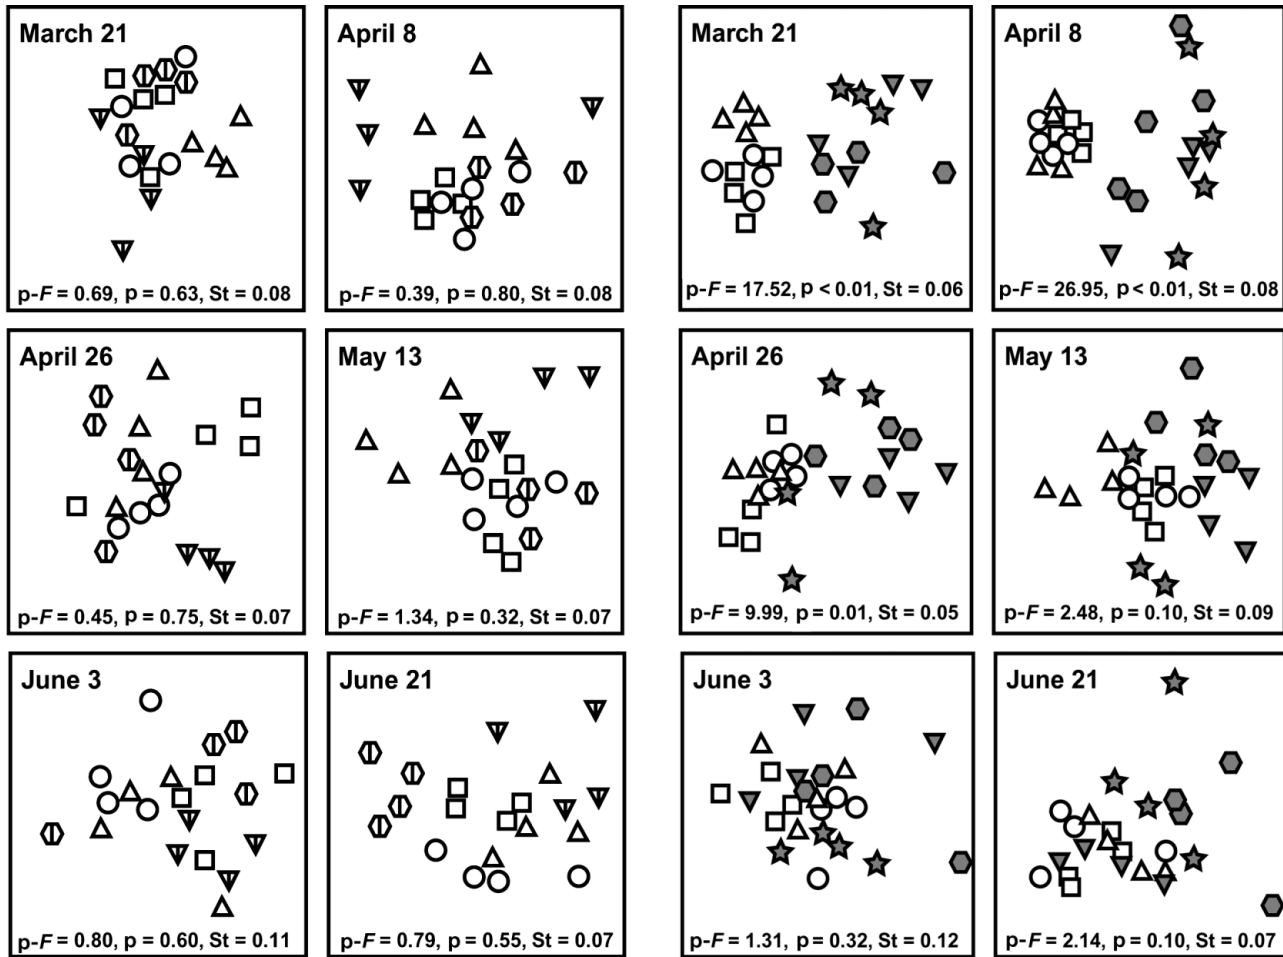 March 21
p-F = 0.69, p = 0.63, St = 0.08
April 8
p-F = 0.39, p = 0.80, St = 0.08
March 21
p-F = 17.52, p < 0.01, St = 0.06
April 8
p-F = 26.95, p < 0.01, St = 0.08
April 26
p-F = 0.45, p = 0.75, St = 0.07
May 13
p-F = 1.34, p = 0.32, St = 0.07
April 26
p-F = 9.99, p = 0.01, St = 0.05
May 13
p-F = 2.48, p = 0.10, St = 0.09
June 3
p-F = 0.80, p = 0.60, St = 0.11
June 21
p-F = 0.79, p = 0.55, St = 0.07
June 3
p-F = 1.31, p = 0.32, St = 0.12
June 21
p-F = 2.14, p = 0.10, St = 0.07